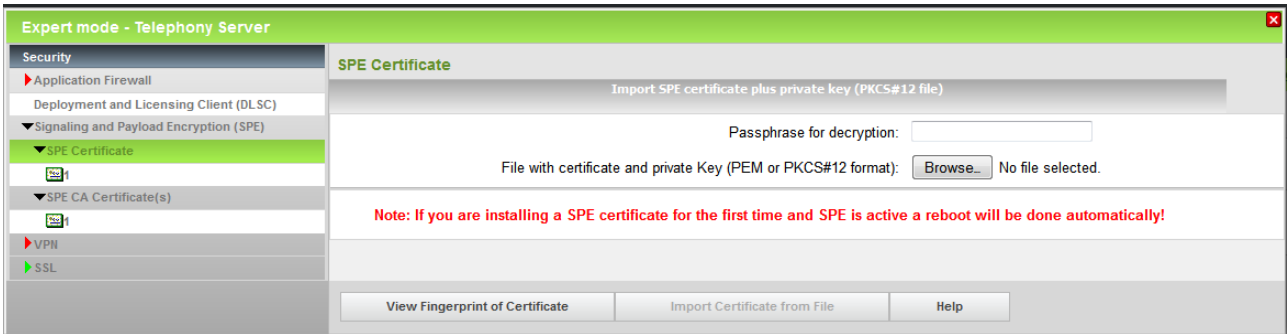 Expert mode - Telephony Server
Security
Application Firewall
Deployment and Licensing Client (DLSC)
Signaling and Payload Encryption (SPE)
SPE Certificate
1
SPE CA Certificate(s)
1
VPN
SSL
SPE Certificate
Import SPE certificate plus private key (PKCS#12 file)
Passphrase for decryption:
File with certificate and private Key (PEM or PKCS#12 format): Browse... No file selected.
Note: If you are installing a SPE certificate for the first time and SPE is active a reboot will be done automatically!
View Fingerprint of Certificate Import Certificate from File Help